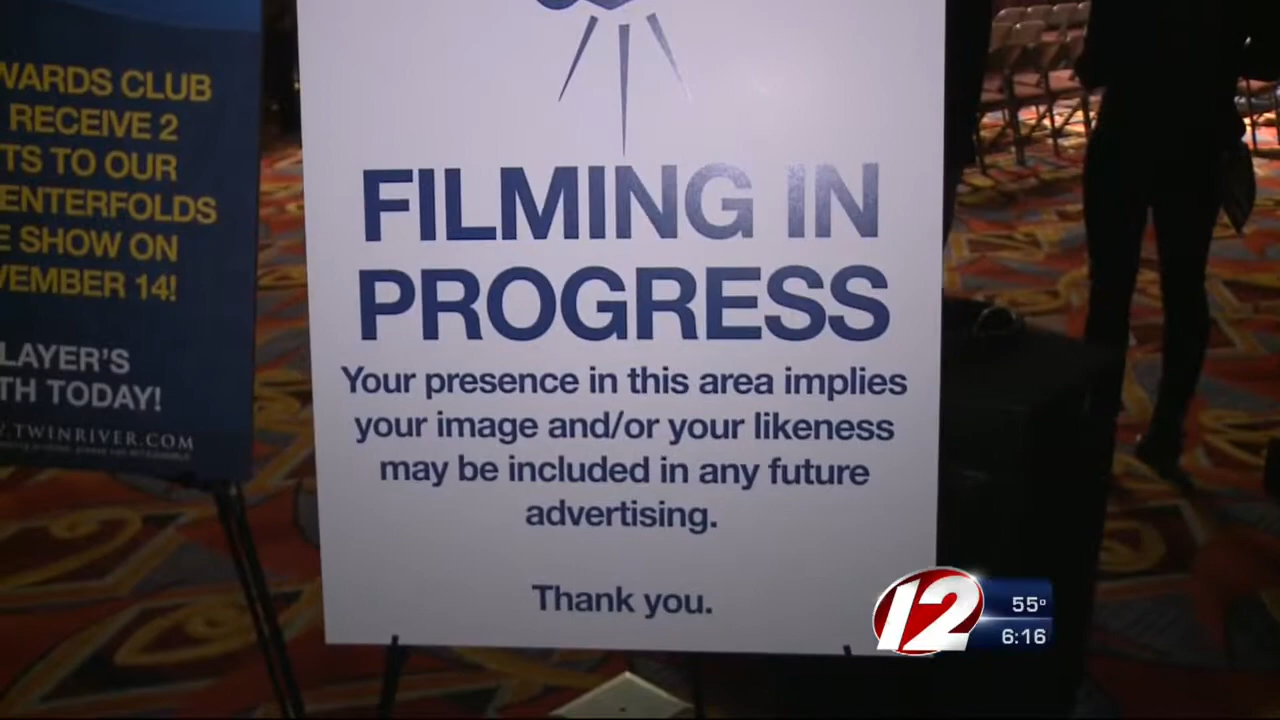 WARDS CLUB
RECEIVE 2
TS TO OUR
ENTERFOLDS
E SHOW ON
VEMBER 14!
LAYER'S
TH TODAY!
.TWINRIVER.COM
FILMING IN
PROGRESS
Your presence in this area implies
your image and/or your likeness
may be included in any future
advertising.
Thank you.
12
55°
6:16